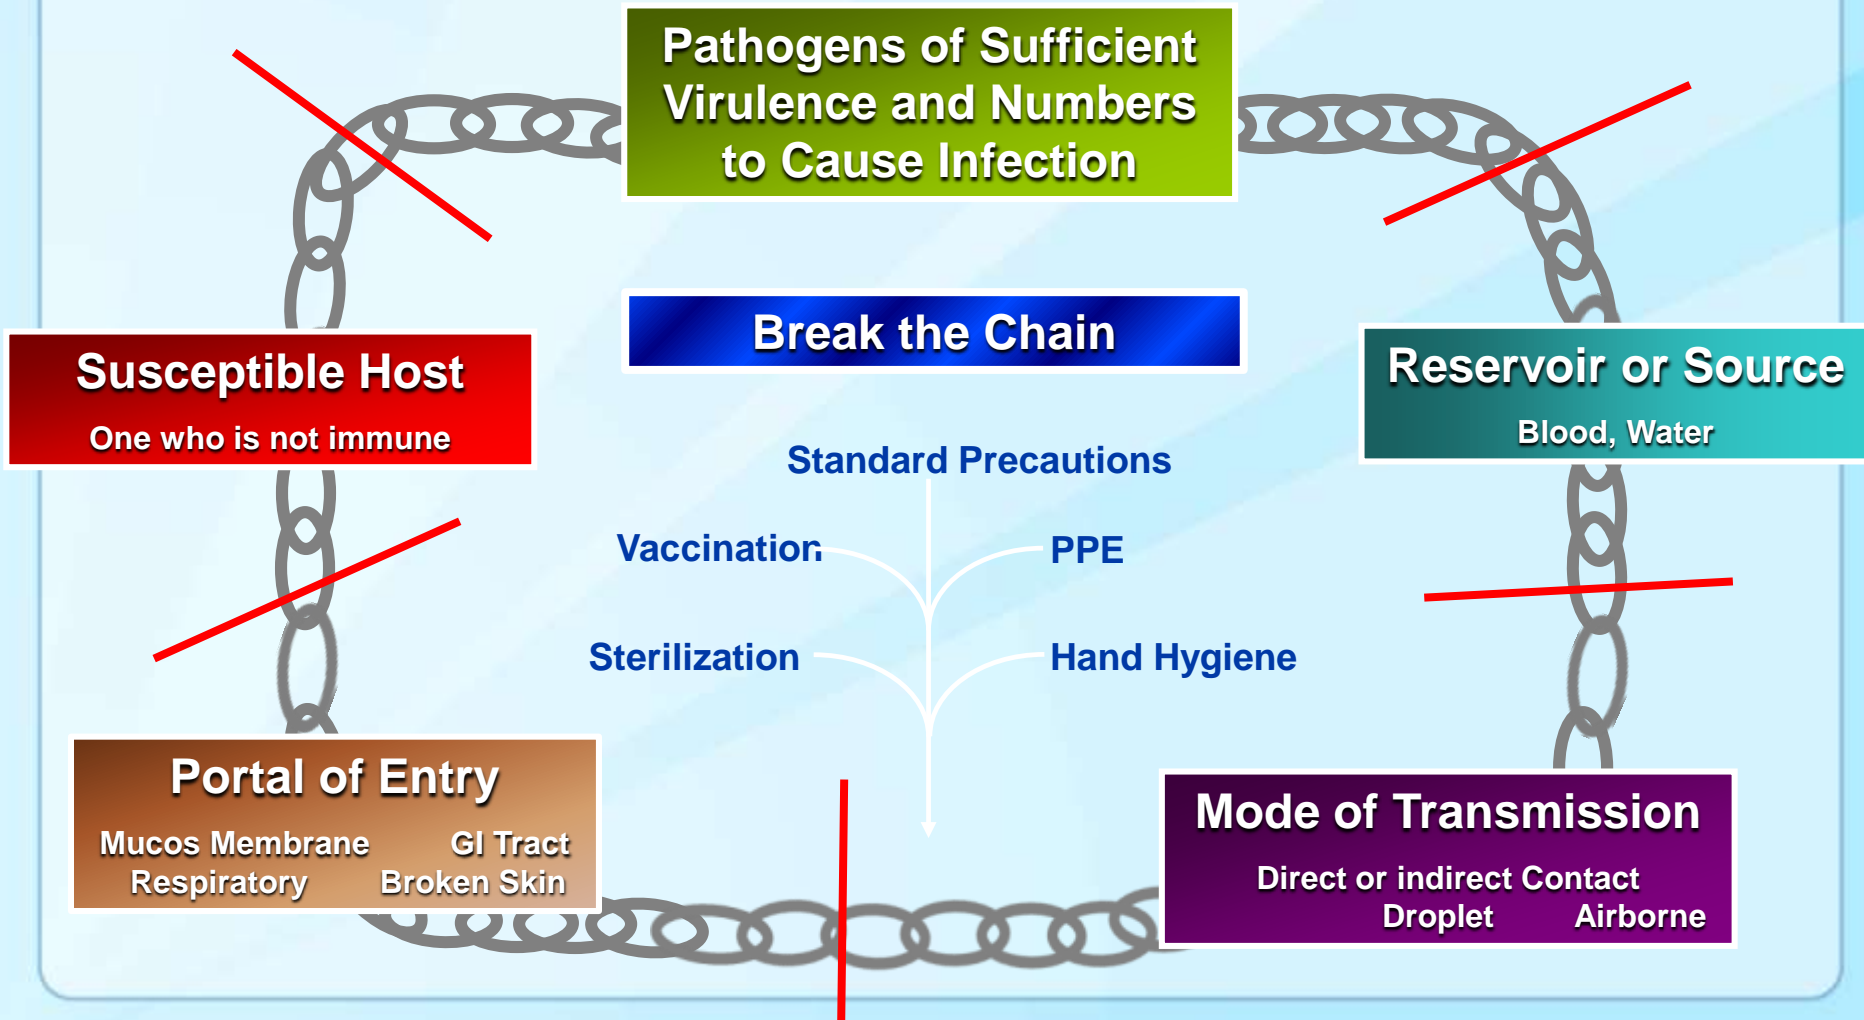 Pathogens of Sufficient
Virulence and Numbers
to Cause Infection
Break the Chain
Susceptible Host
One who is not immune
Reservoir or Source
Blood, Water
Standard Precautions
Vaccination
PPE
Sterilization
Hand Hygiene
Portal of Entry
Mucos Membrane GI Tract
Respiratory Broken Skin
Mode of Transmission
Direct or indirect Contact
Droplet Airborne